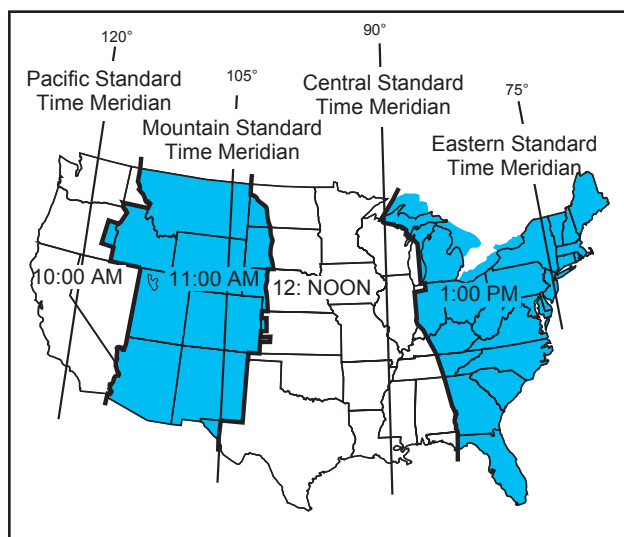 120°
Pacific Standard
Time Meridian
105°
Mountain Standard
Time Meridian
90°
Central Standard
Time Meridian
75°
Eastern Standard
Time Meridian
10:00 AM
11:00 AM
12: NOON
1:00 PM